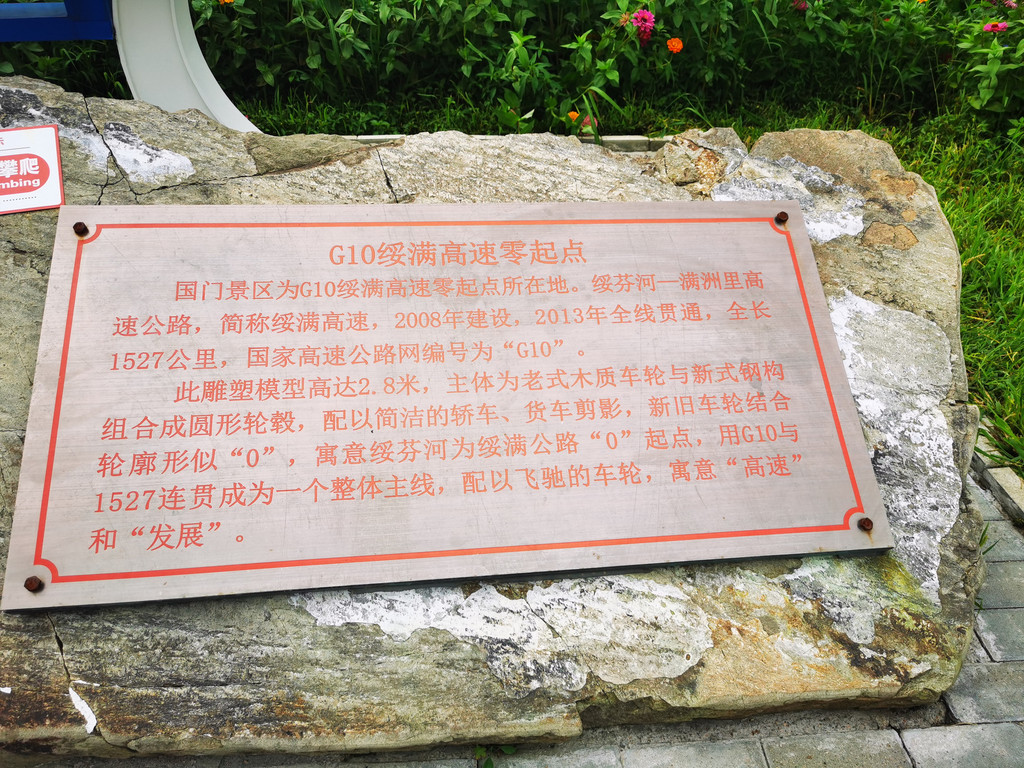 攀爬
mbing
G10绥满高速零起点
国门景区为G10绥满高速零起点所在地。绥芬河—满洲里高
速公路，简称绥满高速，2008年建设，2013年全线贯通，全长
1527公里，国家高速公路网编号为“G10”。
此雕塑模型高达2.8米，主体为老式木质车轮与新式钢构
组合成圆形轮毂，配以简洁的轿车、货车剪影，新旧车轮结合
轮廓形似“0”，寓意绥芬河为绥满公路“0”起点，用G10与
1527连贯成为一个整体主线，配以飞驰的车轮，寓意“高速”
和“发展”。